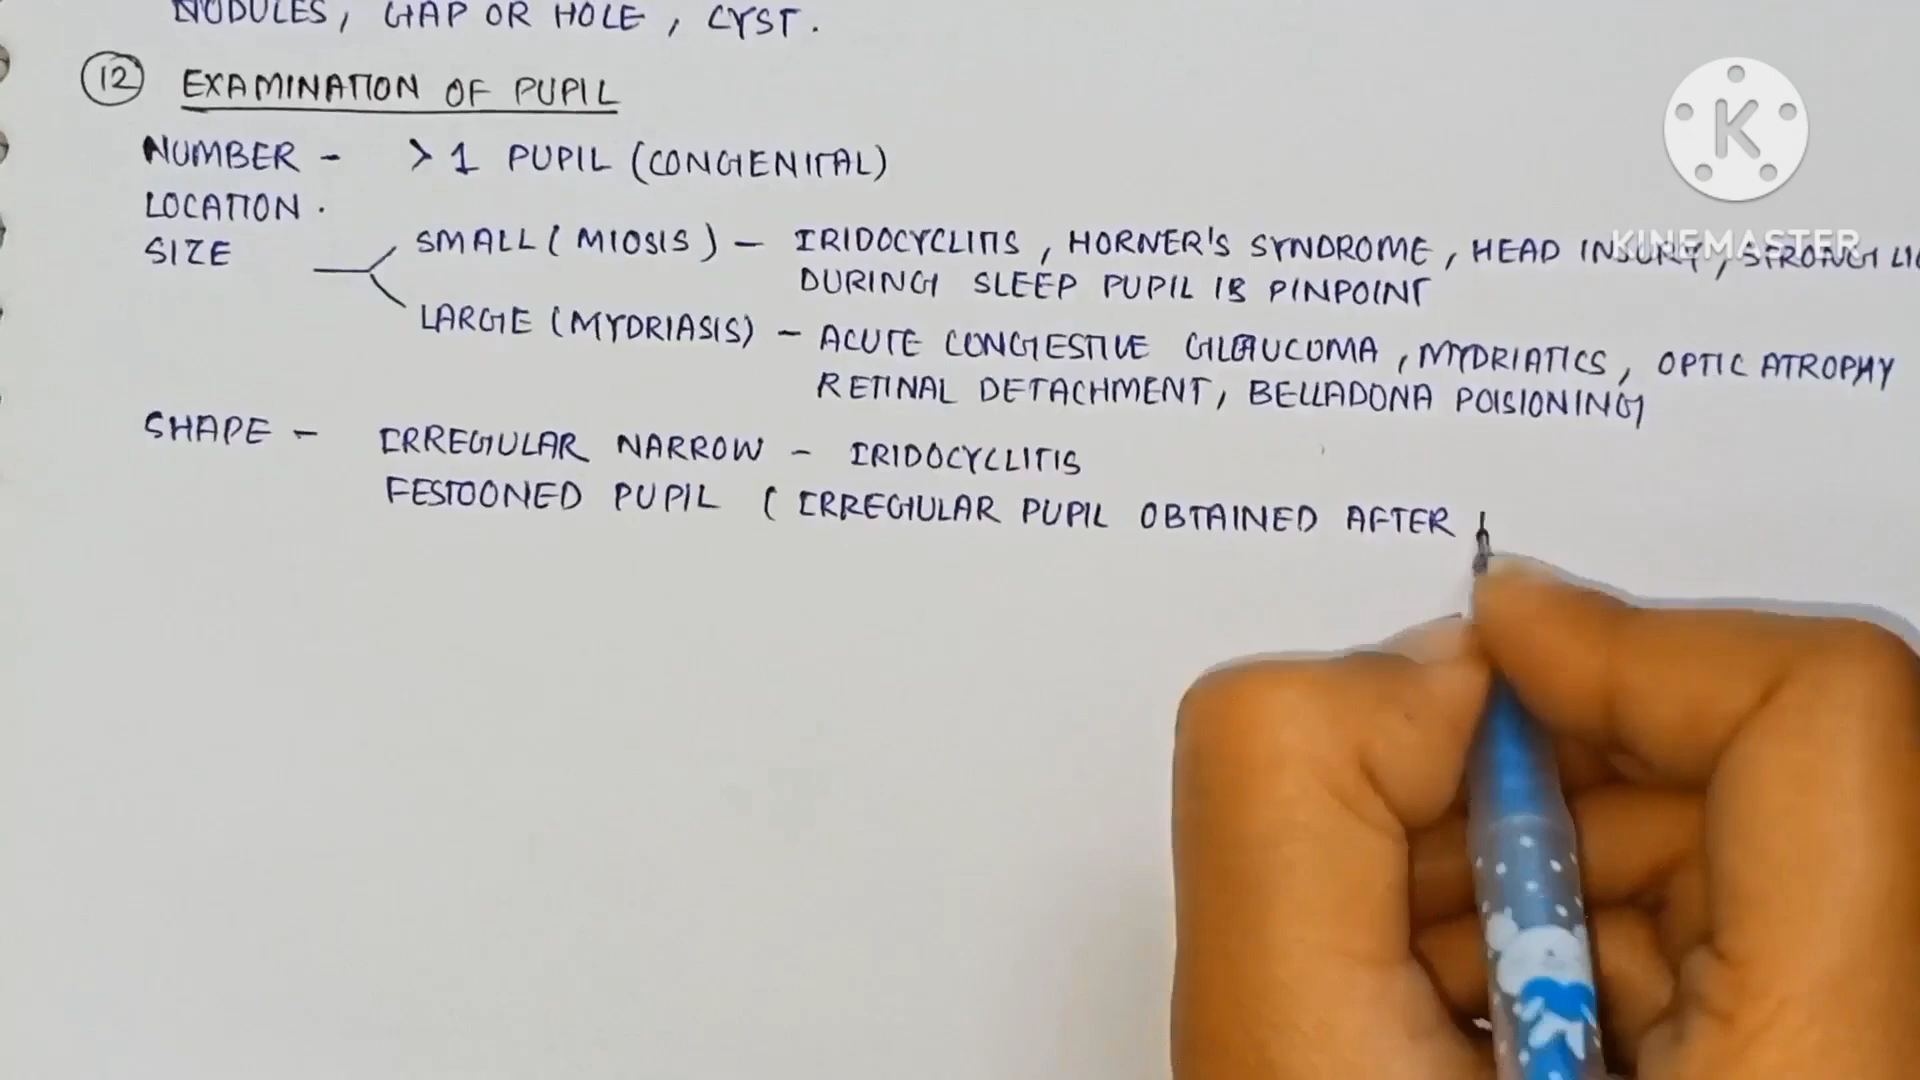 NODULES, GAP OR HOLE, CYST.
12 EXAMINATION OF PUPIL
NUMBER - > 1 PUPIL (CONGENITAL)
LOCATION.
SIZE
SMALL (MIOSIS) - IRIDOCYCLITIS, HORNER'S SYNDROME, HEAD INJURY, STRONG
DURING SLEEP PUPIL IS PINPOINT
LARGE (MYDRIASIS) - ACUTE CONGESTIVE GLAUCOMA, MYDRIATICS, OPTIC ATROPHY
RETINAL DETACHMENT, BELLADONA POISIONING
SHAPE - IRREGULAR NARROW - IRIDOCYCLITIS
FESTOONED PUPIL (IRREGULAR PUPIL OBTAINED AFTER
K
KINEMASTER